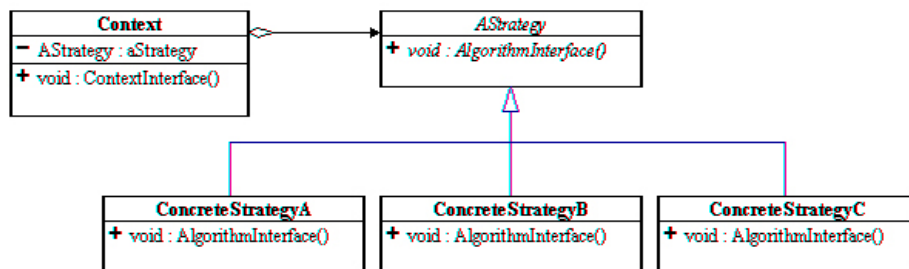 Context
- AStrategy : aStrategy
+ void : ContextInterface()
AStrategy
+ void : AlgorithmInterface()
ConcreteStrategyA
+ void : AlgorithmInterface()
ConcreteStrategyB
+ void : AlgorithmInterface()
ConcreteStrategyC
+ void : AlgorithmInterface()